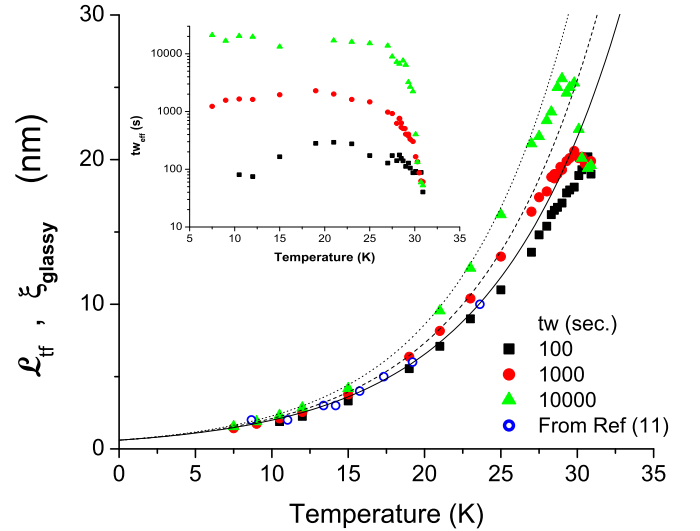 30
20
10
0
0 5 10 15 20 25 30 35
Temperature (K)
ℒtf , ξglassy (nm)
10000
1000
100
10
5 10 15 20 25 30 35
Temperature (K)
tweff(s)
tw (sec.)
100
1000
10000
From Ref (11)